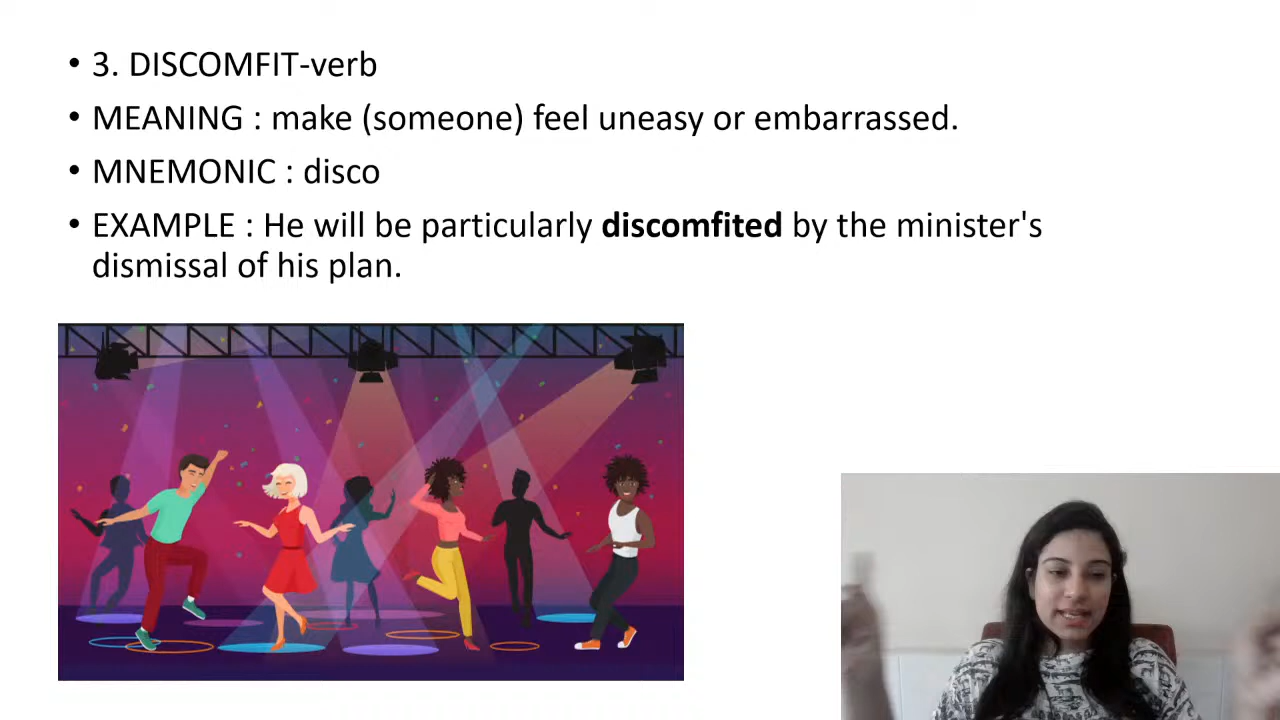 • 3. DISCOMFIT-verb
• MEANING : make (someone) feel uneasy or embarrassed.
• MNEMONIC : disco
• EXAMPLE : He will be particularly discomfited by the minister's
dismissal of his plan.